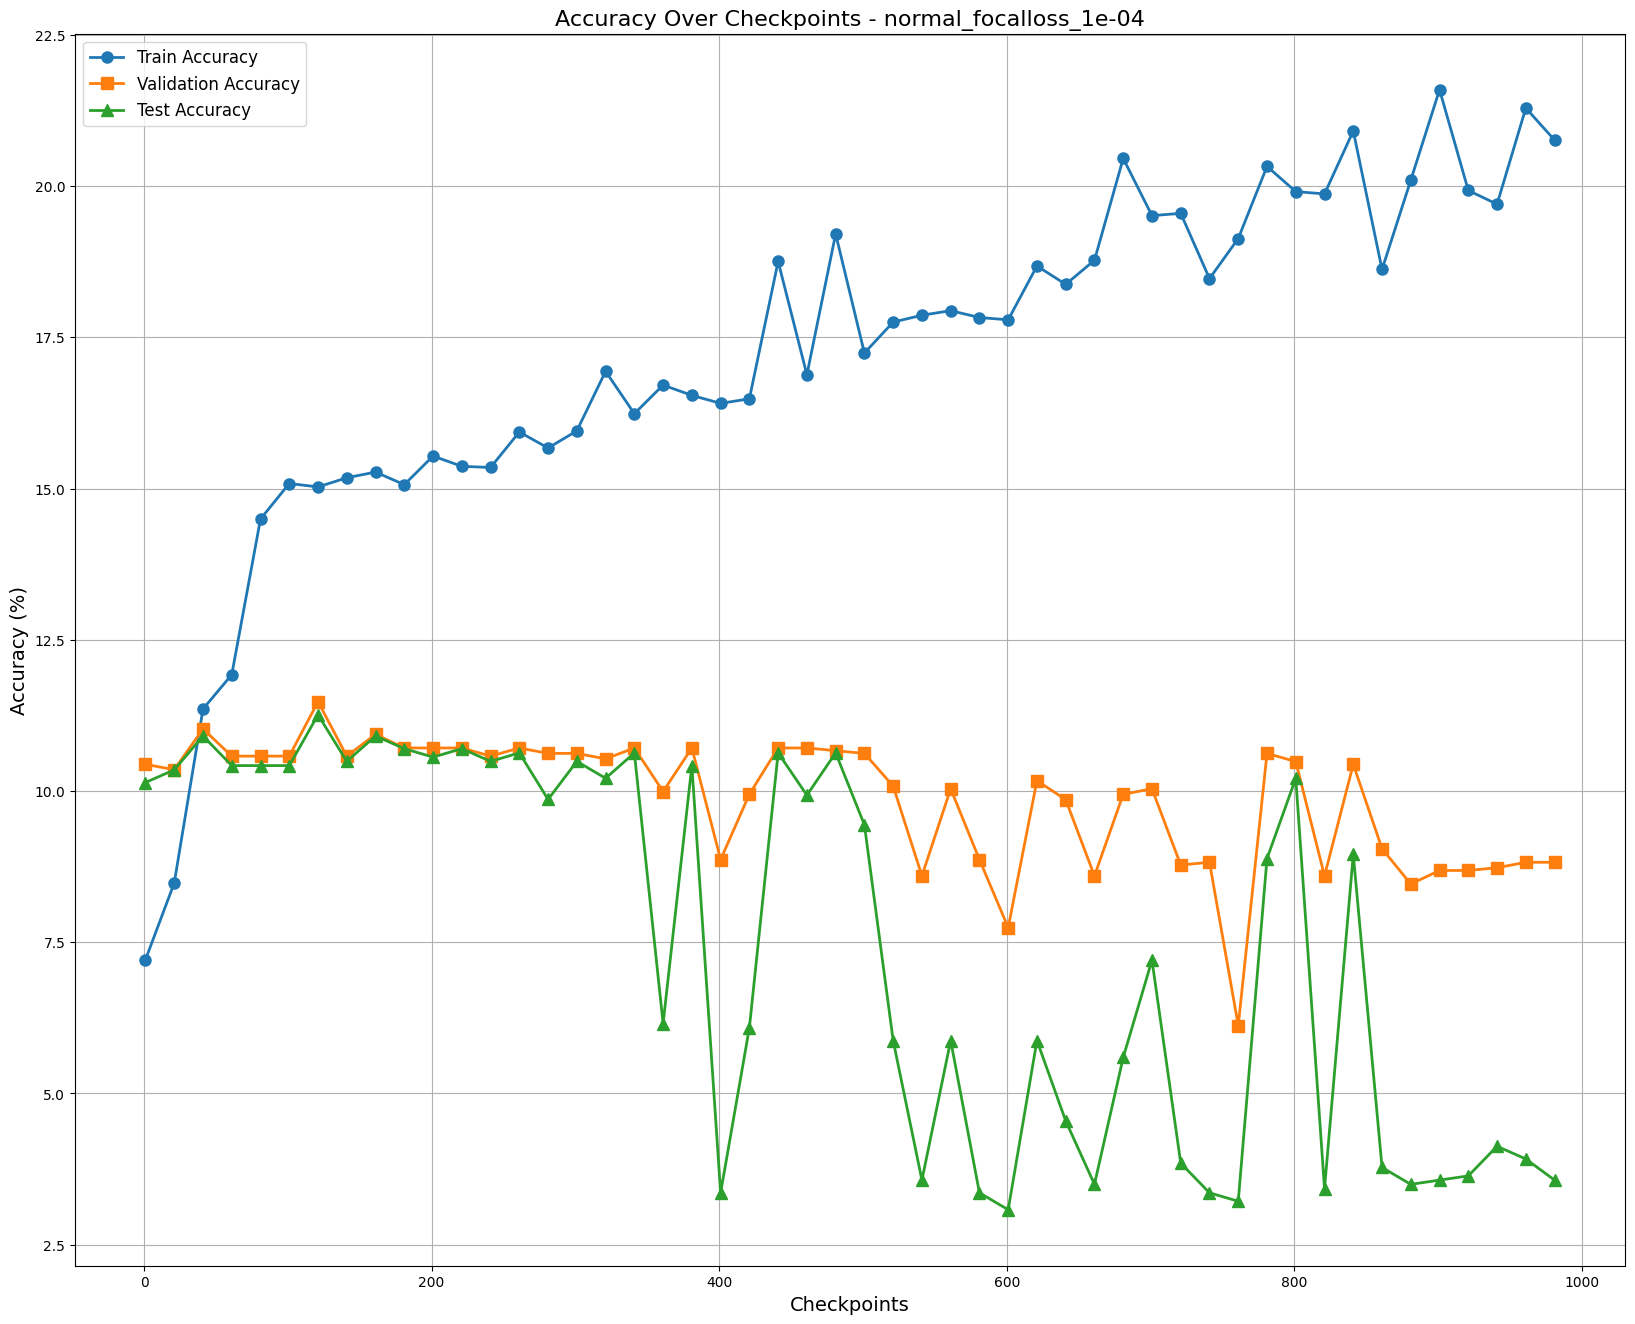 Accuracy Over Checkpoints - normal_focalloss_1e-04
22.5
20.0
17.5
15.0
12.5
10.0
7.5
5.0
2.5
Accuracy (%)
Train Accuracy
Validation Accuracy
Test Accuracy
0 200 400 600 800 1000
Checkpoints